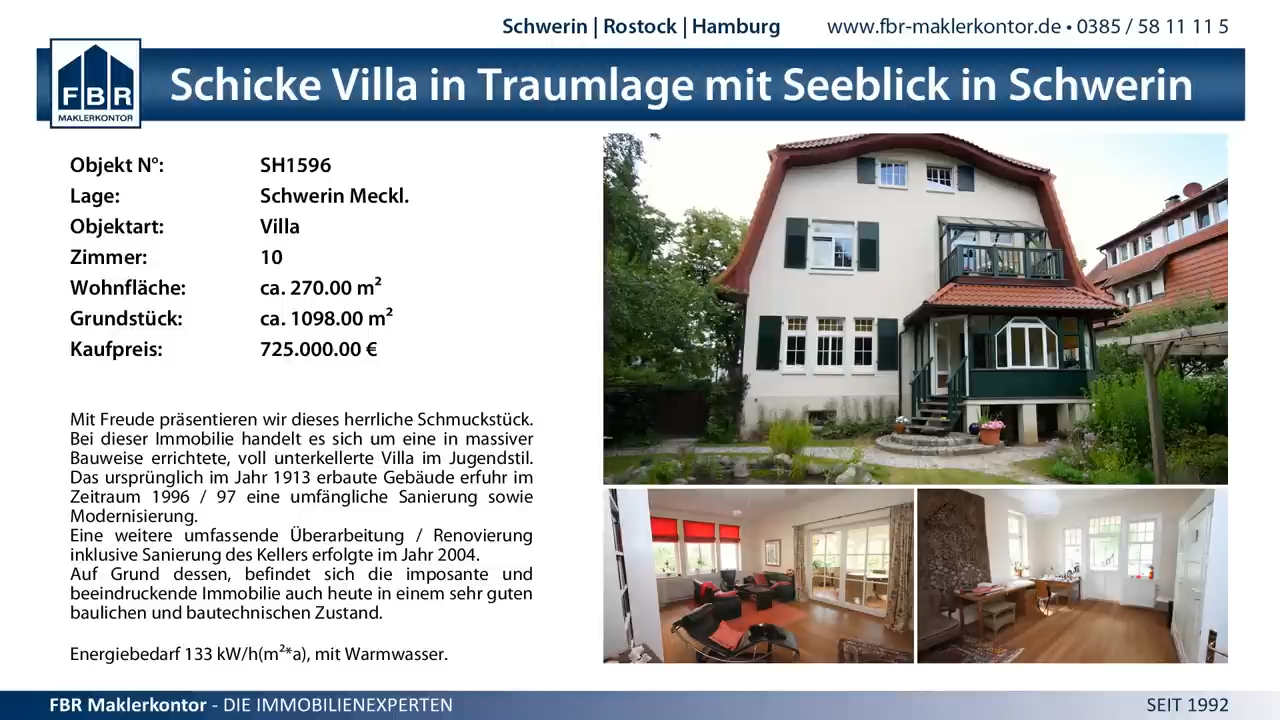 Schwerin | Rostock | Hamburg www.fbr-maklerkontor.de • 0385 / 58 11 11 5
FBR
MAKLERKONTOR
Schicke Villa in Traumlage mit Seeblick in Schwerin
Objekt N°: SH1596
Lage: Schwerin Meckl.
Objektart: Villa
Zimmer: 10
Wohnfläche: ca. 270.00 m²
Grundstück: ca. 1098.00 m²
Kaufpreis: 725.000.00 €
Mit Freude präsentieren wir dieses herrliche Schmuckstück.
Bei dieser Immobilie handelt es sich um eine in massiver
Bauweise errichtete, voll unterkellerte Villa im Jugendstil.
Das ursprünglich im Jahr 1913 erbaute Gebäude erfuhr im
Zeitraum 1996 / 97 eine umfängliche Sanierung sowie
Modernisierung.
Eine weitere umfassende Überarbeitung / Renovierung
inklusive Sanierung des Kellers erfolgte im Jahr 2004.
Auf Grund dessen, befindet sich die imposante und
beeindruckende Immobilie auch heute in einem sehr guten
baulichen und bautechnischen Zustand.
Energiebedarf 133 kW/h(m²*a), mit Warmwasser.
FBR Maklerkontor - DIE IMMOBILIENEXPERTEN SEIT 1992